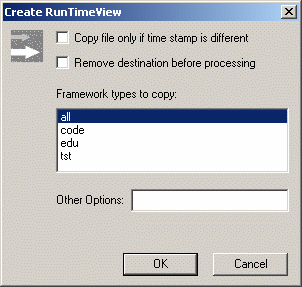 Create RunTimeView
Copy file only if time stamp is different
Remove destination before processing
Framework types to copy:
all
code
edu
tst
Other Options:
OK Cancel